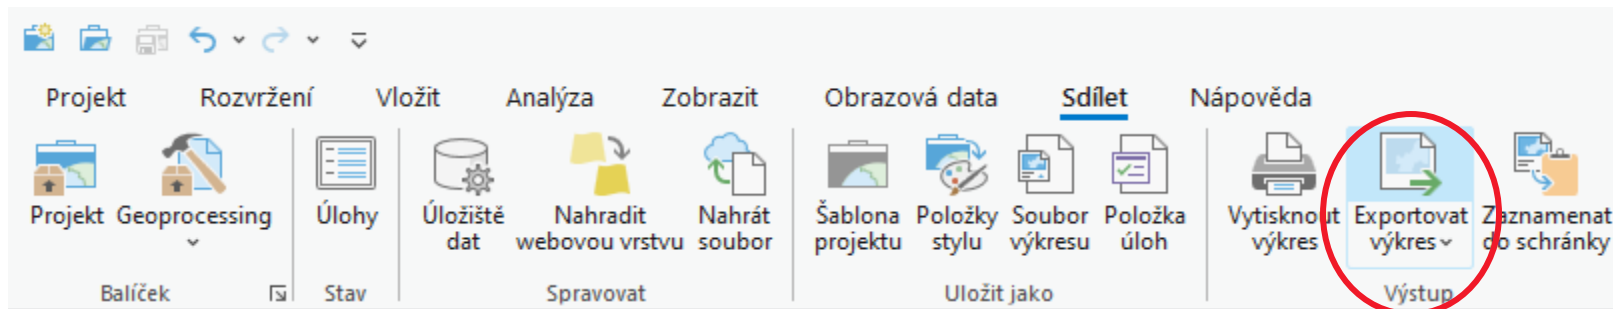 Projekt Rozvržení Vložit Analýza Zobrazit Obrazová data Sdílet Nápověda
Projekt Geoprocessing Úlohy Úložiště Nahradit Nahrát Šablona Položky Soubor Položka Vytisknout Exportovat Zaznamenat
dat webovou vrstvu soubor projektu stylu výkresu úloh výkres výkres do schránky
Balíček Stav Spravovat Uložit jako Výstup